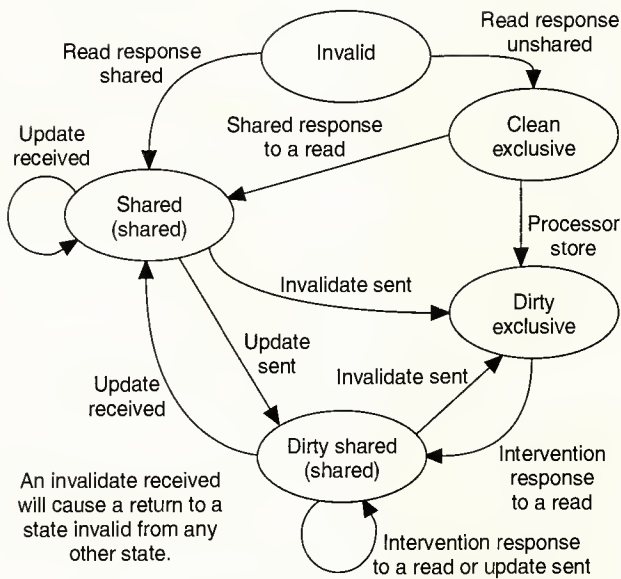 Read response
shared
Invalid
Read response
unshared
Shared response
to a read
Clean
exclusive
Update
received
Shared
(shared)
Processor
store
Invalidate sent
Dirty
exclusive
Update
sent
Invalidate sent
Update
received
Dirty shared
(shared)
Intervention
response
to a read
An invalidate received
will cause a return to a
state invalid from any
other state.
Intervention response
to a read or update sent